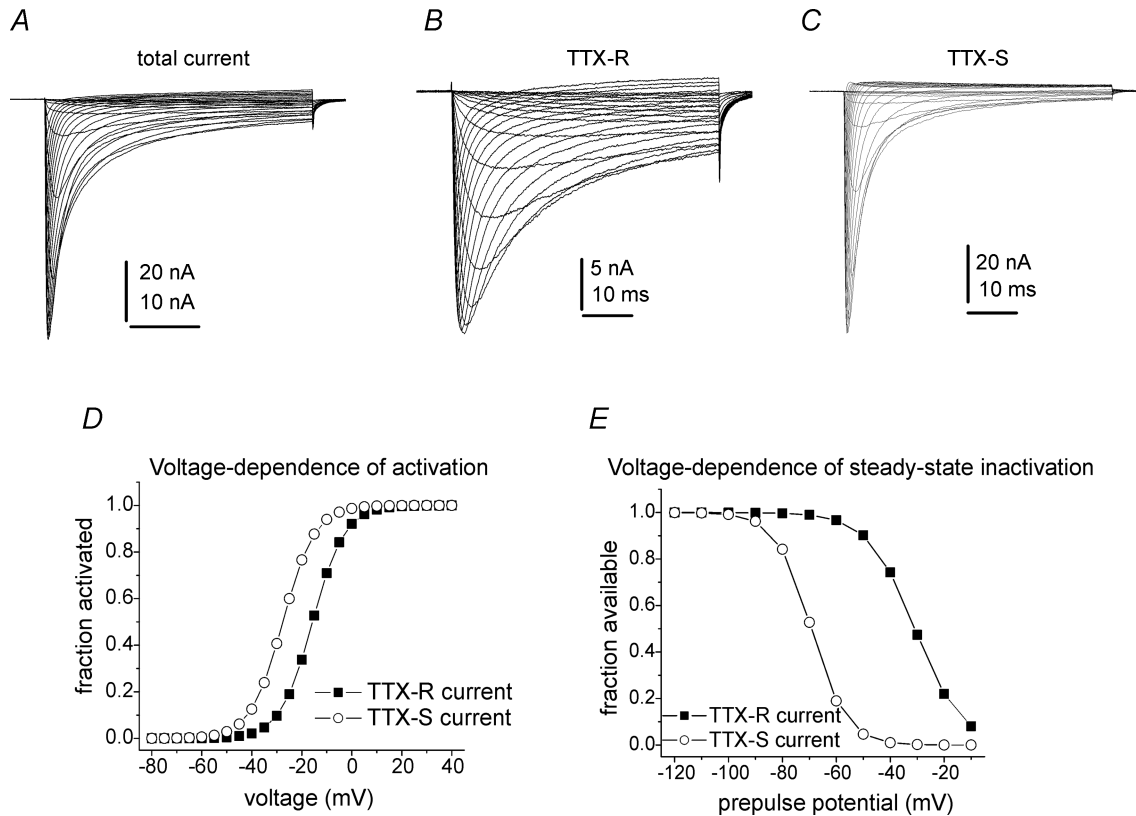 A
B
C
total current
TTX-R
TTX-S
20 nA
10 nA
5 nA
10 ms
20 nA
10 ms
D
E
Voltage-dependence of activation
Voltage-dependence of steady-state inactivation
1.0
0.8
0.6
0.4
0.2
0.0
fraction activated
TTX-R current
TTX-S current
-80 -60 -40 -20 0 20 40
voltage (mV)
1.0
0.8
0.6
0.4
0.2
0.0
fraction available
TTX-R current
TTX-S current
-120 -100 -80 -60 -40 -20
prepulse potential (mV)